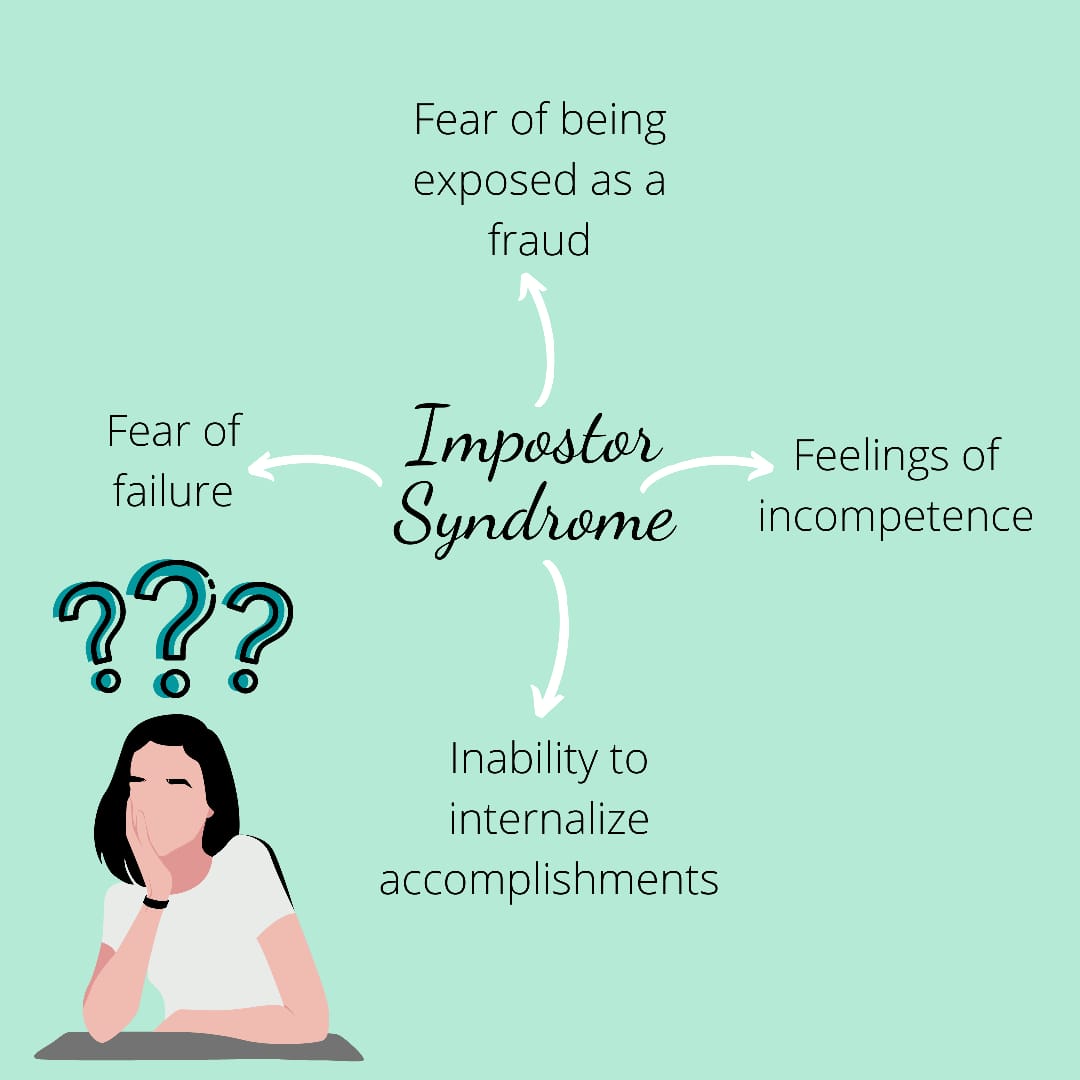 Fear of being
exposed as a
fraud
Fear of
failure
Impostor
Syndrome
Feelings of
incompetence
???
Inability to
internalize
accomplishments